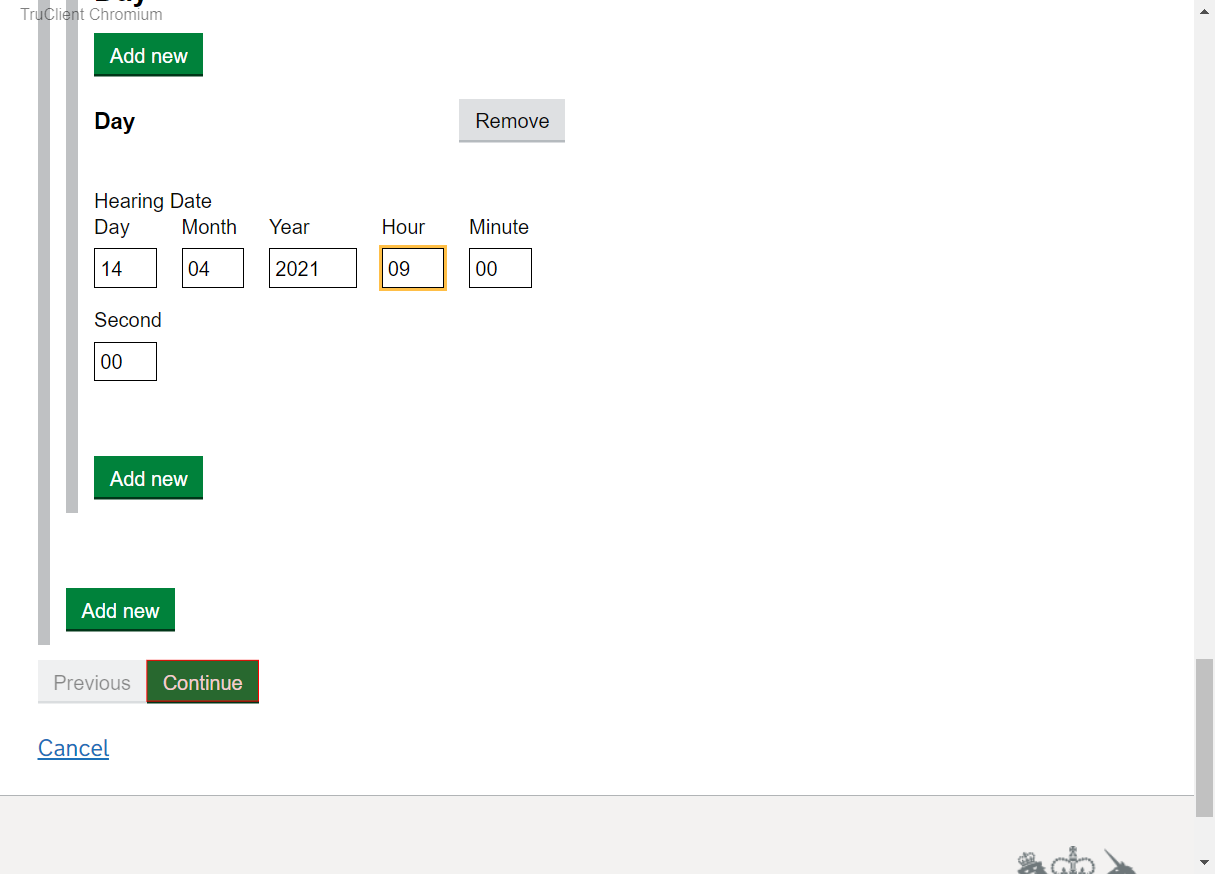 Day
TruClient Chromium
Add new
Day
Remove
Hearing Date
Day Month Year Hour Minute
14 04 2021 09 00
Second
00
Add new
Add new
Previous Continue
Cancel